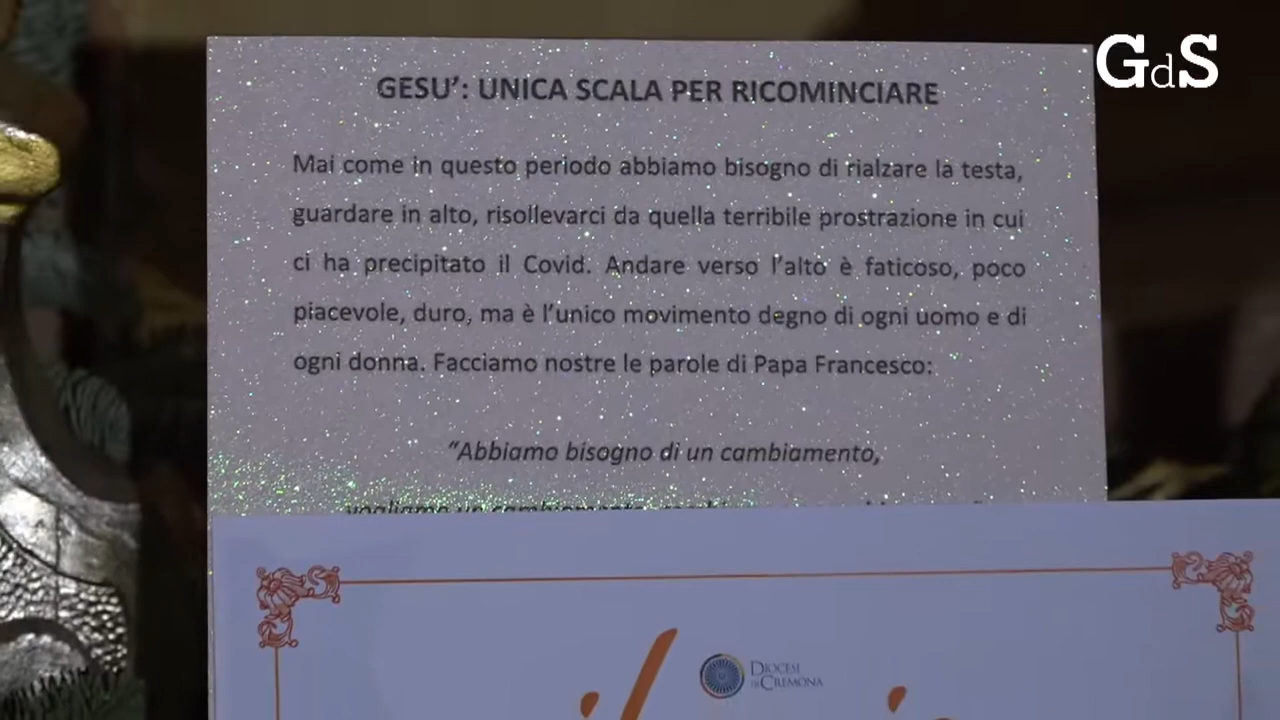 GdS
GESU’: UNICA SCALA PER RICOMINCIARE
Mai come in questo periodo abbiamo bisogno di rialzare la testa,
guardare in alto, risollevarci da quella terribile prostrazione in cui
ci ha precipitato il Covid. Andare verso l’alto è faticoso, poco
piacevole, duro, ma è l’unico movimento degno di ogni uomo e di
ogni donna. Facciamo nostre le parole di Papa Francesco:
“Abbiamo bisogno di un cambiamento,
vogliamo un cambiamento
DIOCESI
DI CREMONA